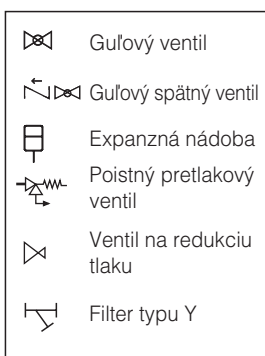 Guľový ventil
Guľový spätný ventil
Expanzná nádoba
Poistný pretlakový
ventil
Ventil na redukciu
tlaku
Filter typu Y